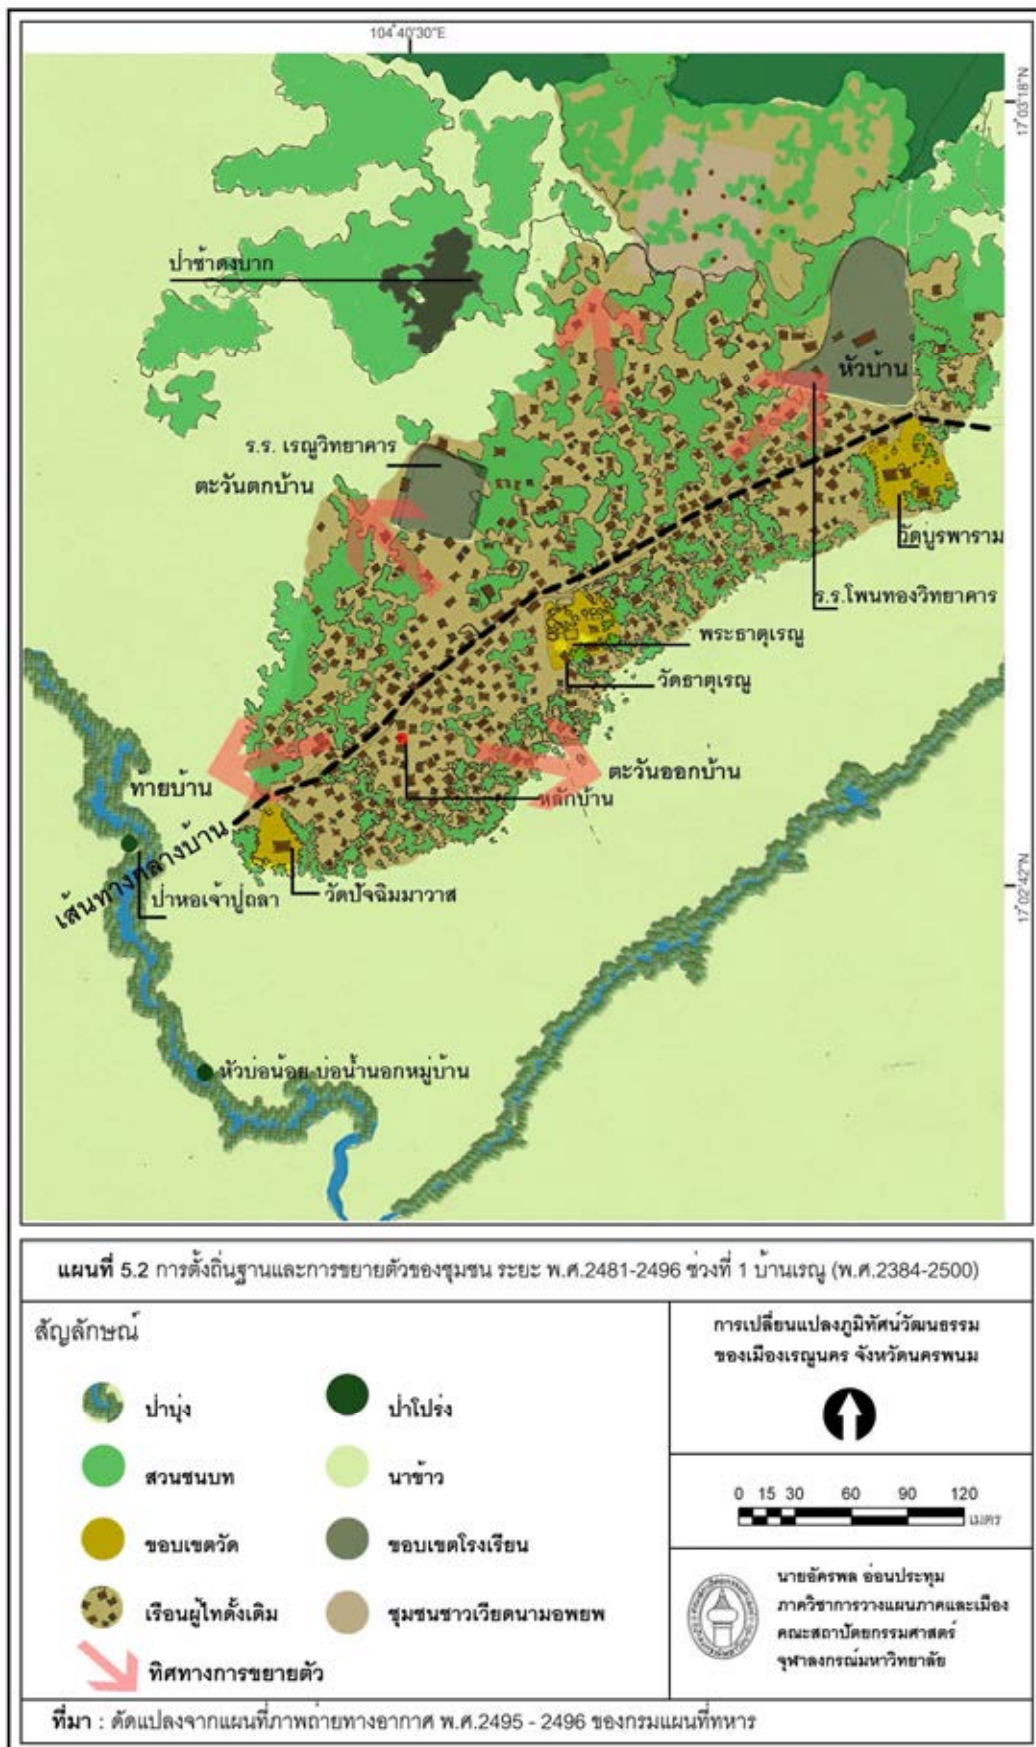 104°40'30"E
17°03'18"N
ป่าช้าดงบาก
หัวบ้าน
ร.ร. เรณูวิทยาคาร
ตะวันตกบ้าน
วัดบูรพาราม
ร.ร.โพนทองวิทยาคาร
พระธาตุเรณู
วัดธาตุเรณู
ตะวันออกบ้าน
ท้ายบ้าน
หลักบ้าน
เส้นทางกลางบ้าน
17°02'42"N
ป่าหอเจ้าปู่ถลา
วัดปัจฉิมมาวาส
หัวบ่อน้อย-บ่อน้ำนอกหมู่บ้าน
แผนที่ 5.2 การตั้งถิ่นฐานและการขยายตัวของชุมชน ระยะ พ.ศ.2481-2496 ช่วงที่ 1 บ้านเรณู (พ.ศ.2384-2500)
สัญลักษณ์
ป่าบุ่ง
ป่าโปร่ง
สวนชนบท
นาข้าว
ขอบเขตวัด
ขอบเขตโรงเรียน
เรือนผู้ไทดั้งเดิม
ชุมชนชาวเวียดนามอพยพ
ทิศทางการขยายตัว
การเปลี่ยนแปลงภูมิทัศน์วัฒนธรรม
ของเมืองเรณูนคร จังหวัดนครพนม
0 15 30 60 90 120
เมตร
นายอัครพล อ่อนประทุม
ภาควิชาการวางแผนภาคและเมือง
คณะสถาปัตยกรรมศาสตร์
จุฬาลงกรณ์มหาวิทยาลัย
ที่มา : ดัดแปลงจากแผนที่ภาพถ่ายทางอากาศ พ.ศ.2495 - 2496 ของกรมแผนที่ทหาร